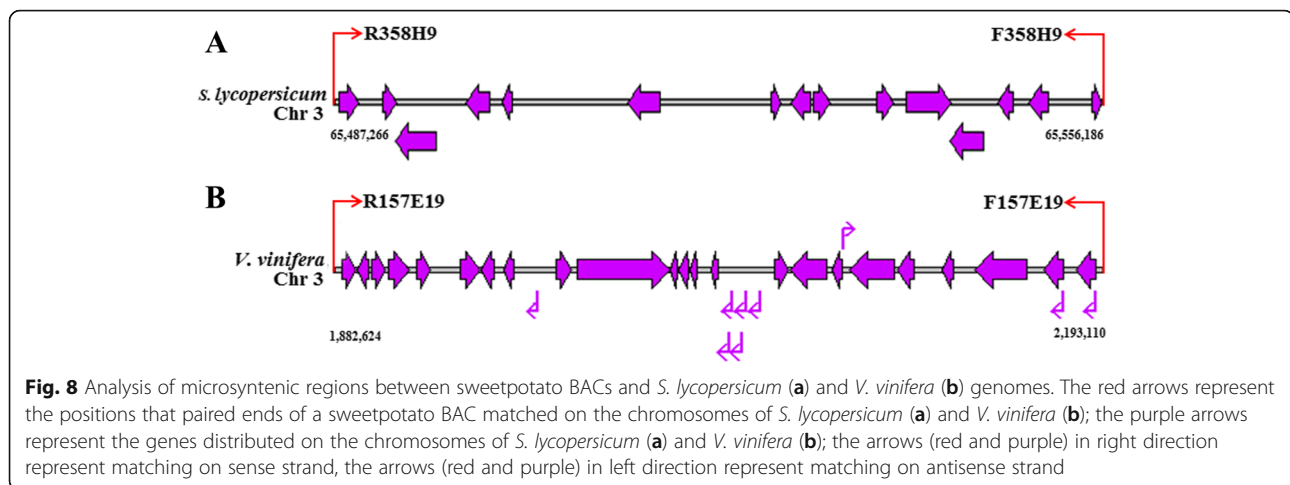 A
R358H9
F358H9
S. lycopersicum
Chr 3
65,487,266
65,556,186
B
R157E19
F157E19
V. vinifera
Chr 3
1,882,624
2,193,110
Fig. 8 Analysis of microsyntenic regions between sweetpotato BACs and S. lycopersicum (a) and V. vinifera (b) genomes. The red arrows represent
the positions that paired ends of a sweetpotato BAC matched on the chromosomes of S. lycopersicum (a) and V. vinifera (b); the purple arrows
represent the genes distributed on the chromosomes of S. lycopersicum (a) and V. vinifera (b); the arrows (red and purple) in right direction
represent matching on sense strand, the arrows (red and purple) in left direction represent matching on antisense strand